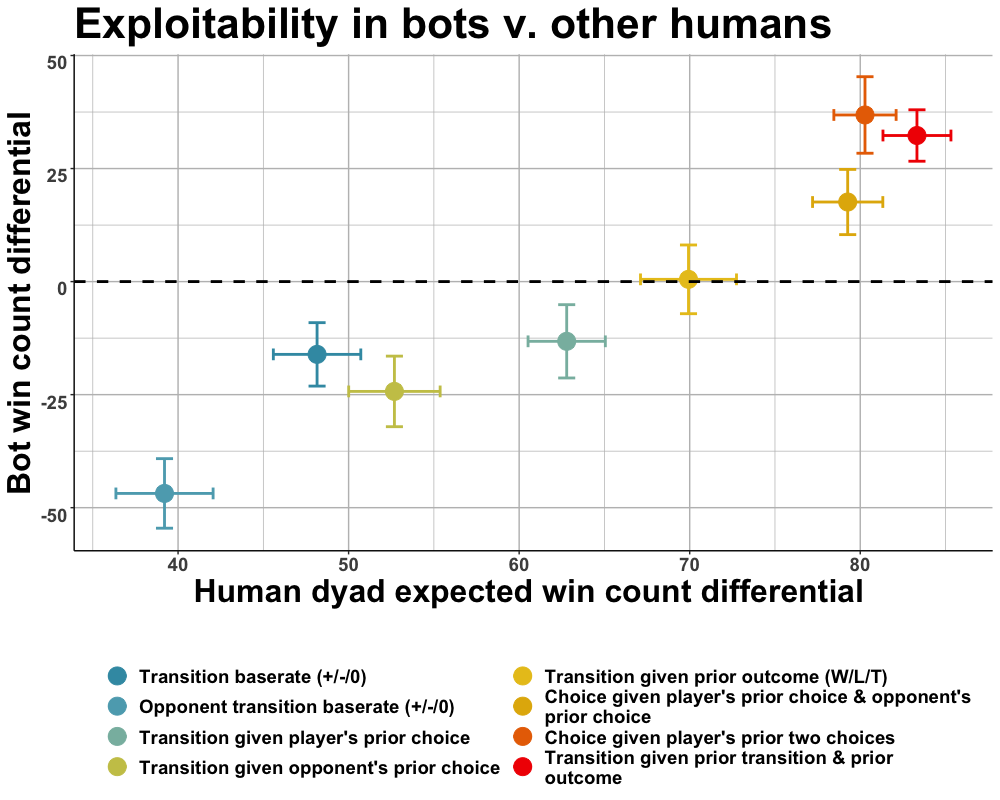 Exploitability in bots v. other humans
Bot win count differential
50
25
0
-25
-50
40 50 60 70 80
Human dyad expected win count differential
Transition baserate (+/-/0)
Opponent transition baserate (+/-/0)
Transition given player's prior choice
Transition given opponent's prior choice
Transition given prior outcome (W/L/T)
Choice given player's prior choice & opponent's
prior choice
Choice given player's prior two choices
Transition given prior transition & prior
outcome